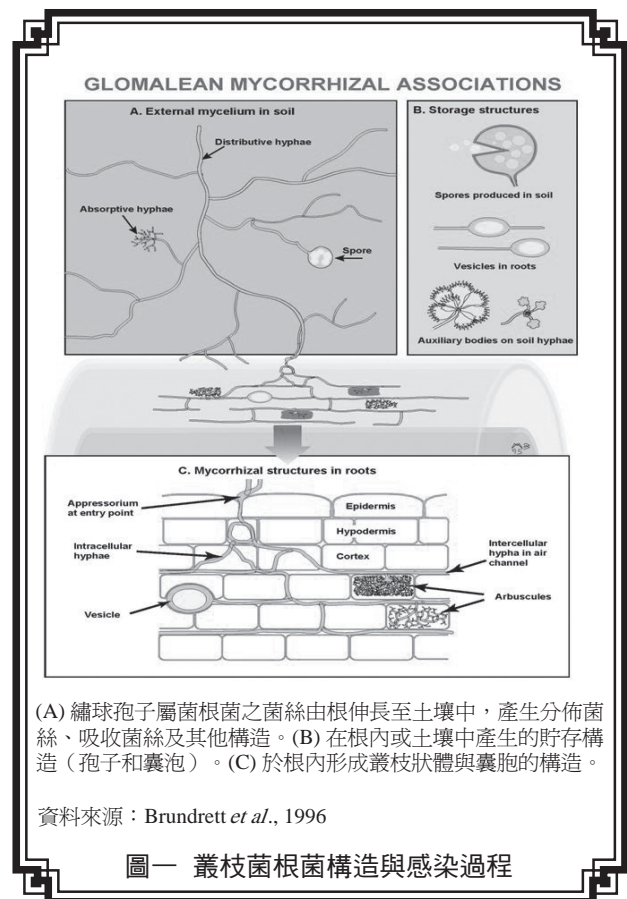 GLOMALEAN MYCORRHIZAL ASSOCIATIONS
A. External mycelium in soil
Distributive hyphae
Absorptive hyphae
Spore
B. Storage structures
Spores produced in soil
Vesicles in roots
Auxiliary bodies on soil hyphae
C. Mycorrhizal structures in roots
Appressorium
at entry point
Intracellular
hyphae
Vesicle
Epidermis
Hypodermis
Cortex
Intercellular
hypha in air
channel
Arbuscules
(A) 繡球孢子屬菌根菌之菌絲由根伸長至土壤中，產生分佈菌
絲、吸收菌絲及其他構造。(B) 在根內或土壤中產生的貯存構
造（孢子和囊泡）。(C) 於根內形成叢枝狀體與囊胞的構造。
資料來源：Brundrett et al., 1996
圖一 叢枝菌根菌構造與感染過程